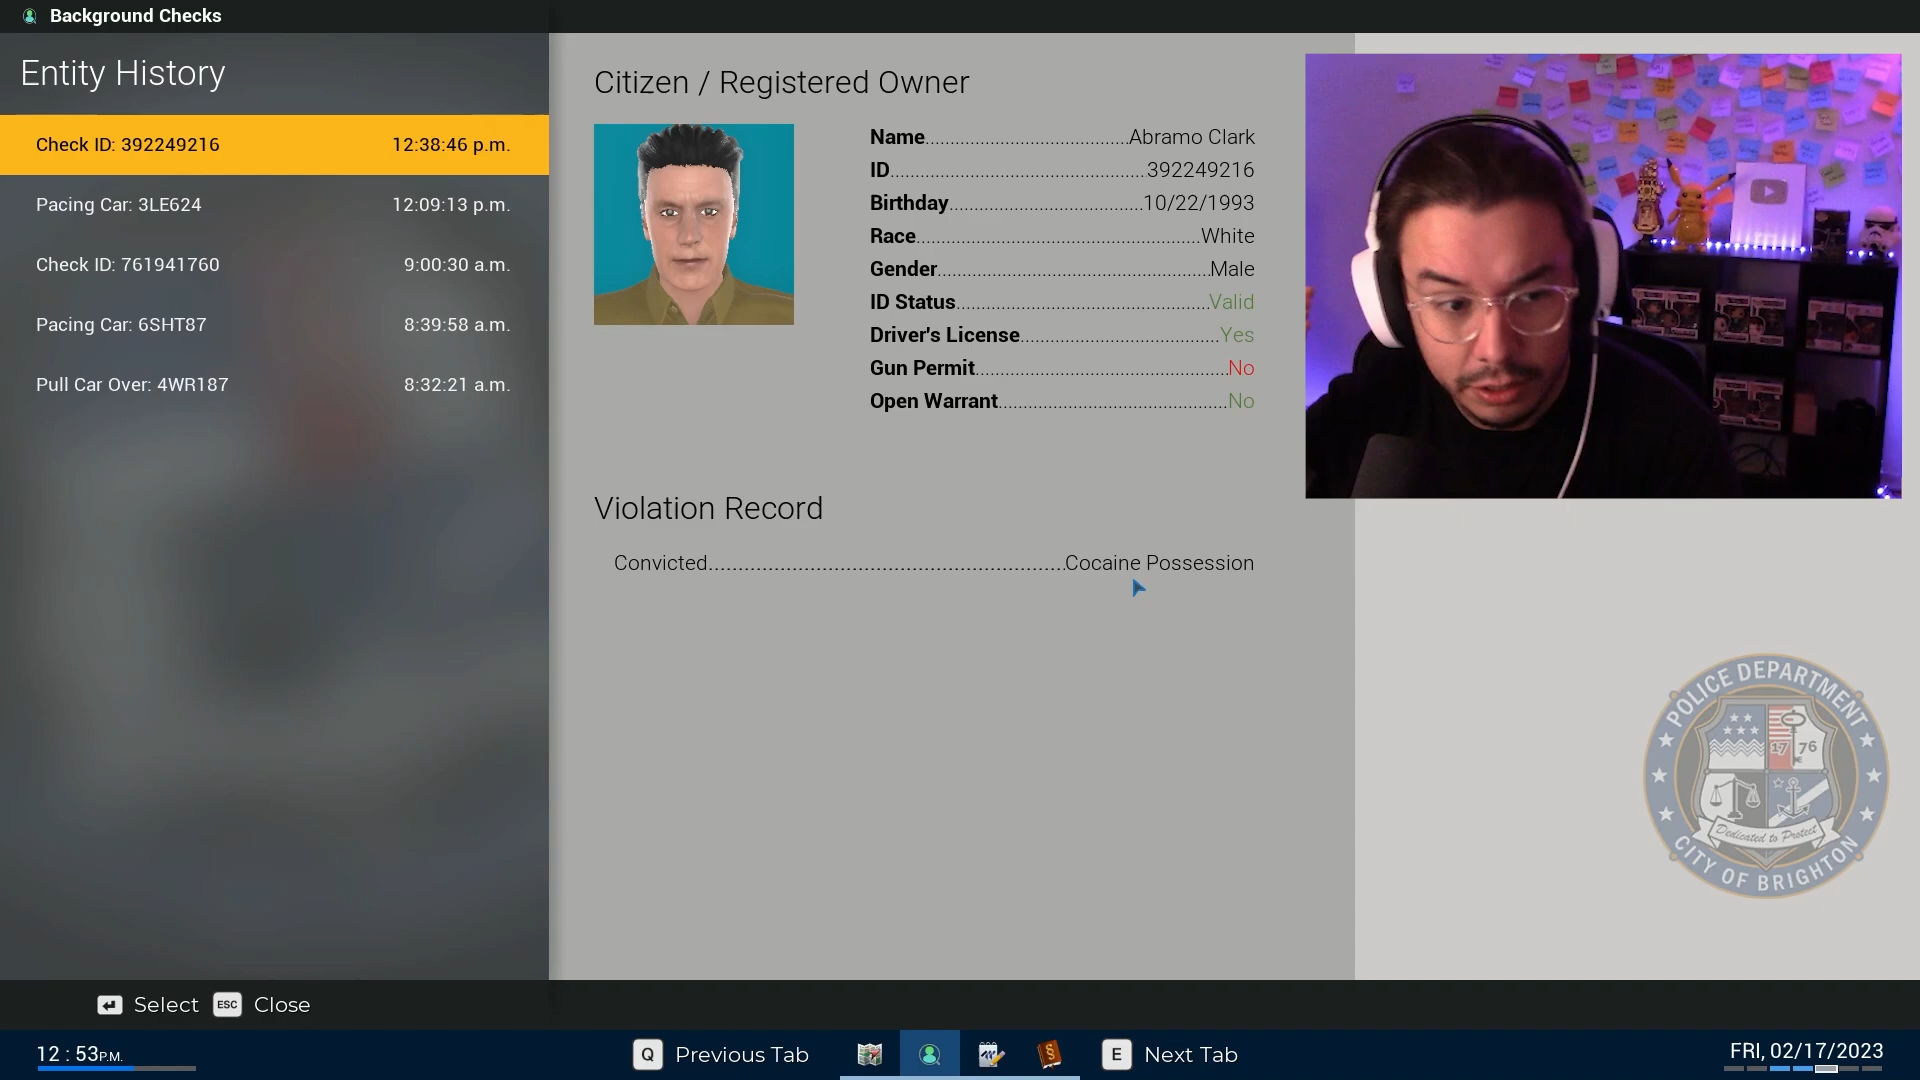 Background Checks
Entity History
Check ID: 392249216 12:38:46 p.m.
Pacing Car: 3LE624 12:09:13 p.m.
Check ID: 761941760 9:00:30 a.m.
Pacing Car: 6SHT87 8:39:58 a.m.
Pull Car Over: 4WR187 8:32:21 a.m.
Citizen / Registered Owner
Name Abramo Clark
ID 392249216
Birthday 10/22/1993
Race White
Gender Male
ID Status Valid
Driver's License Yes
Gun Permit No
Open Warrant No
Violation Record
Convicted Cocaine Possession
POLICE DEPARTMENT
17 76
Dedicated to Protect
CITY OF BRIGHTON
Select ESC Close
12 : 53 P.M.
Q Previous Tab E Next Tab
FRI, 02/17/2023